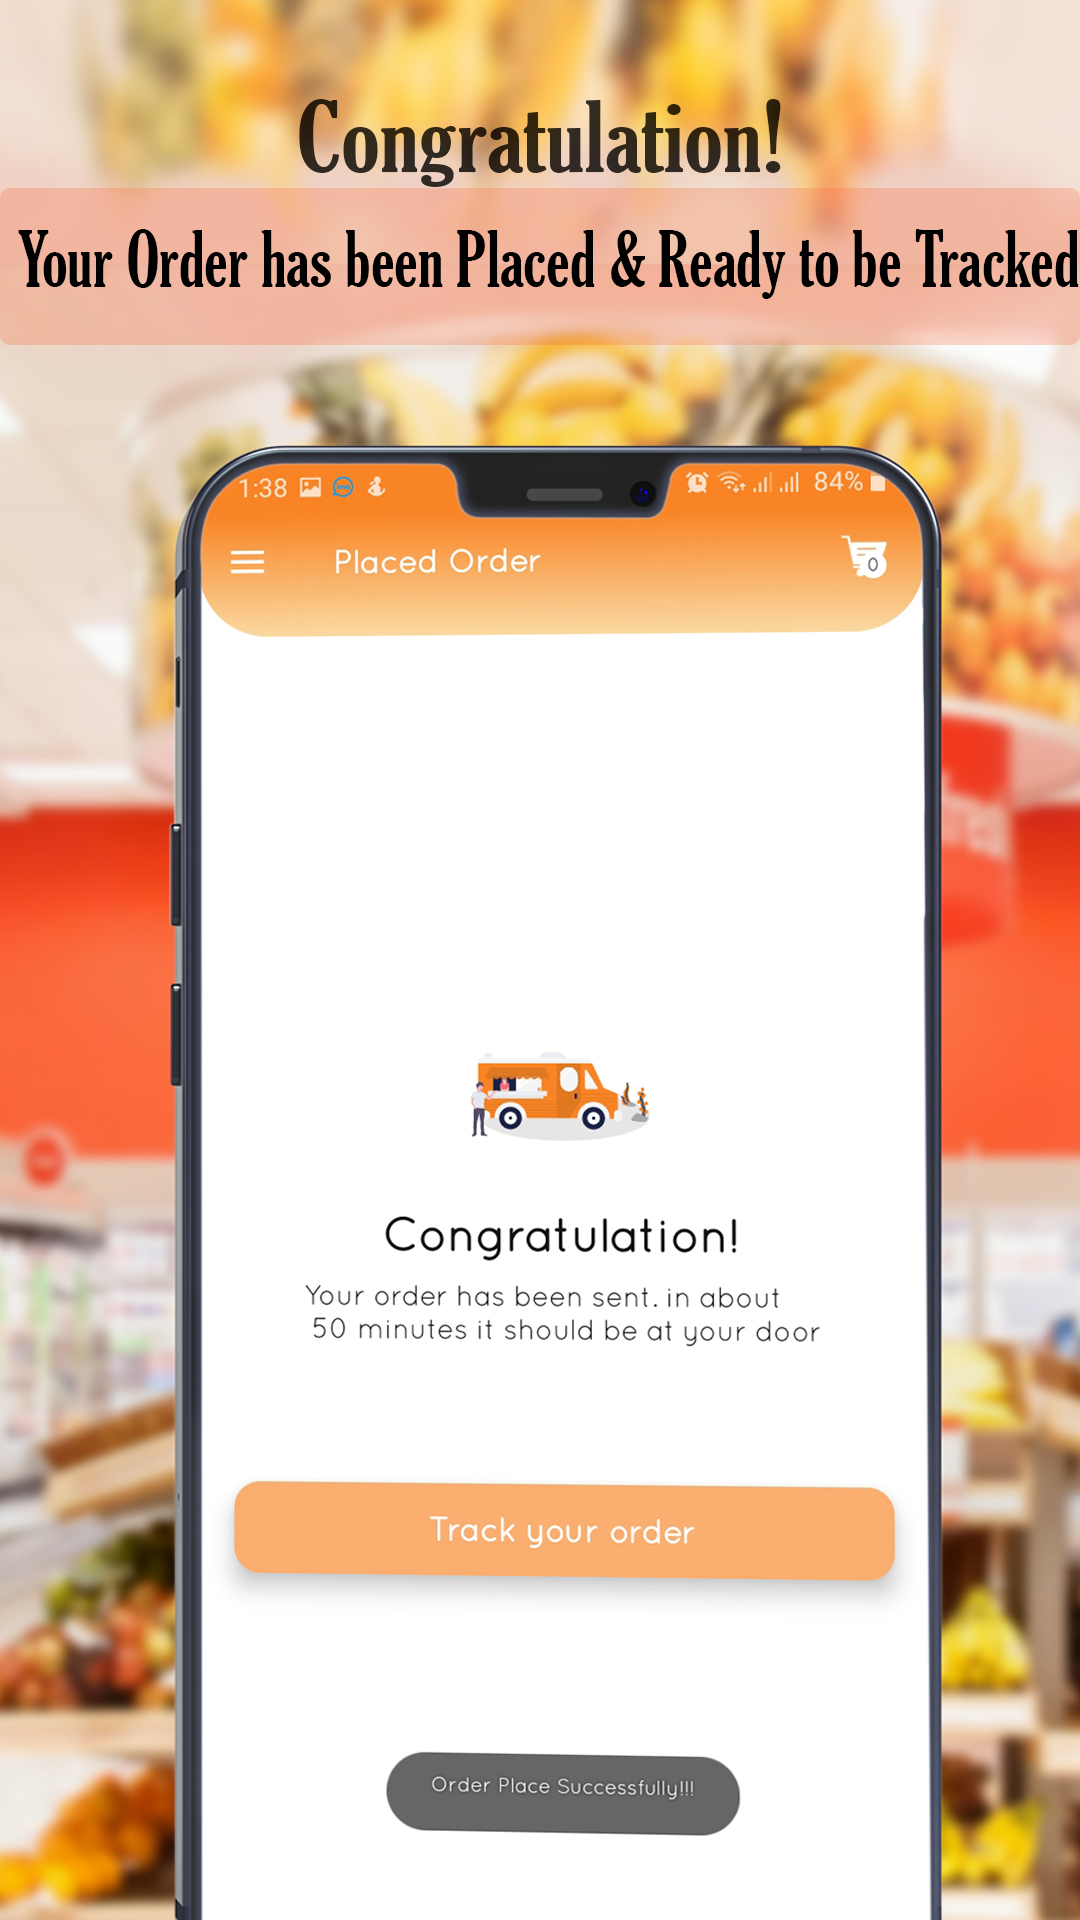 Congratulation!
Your Order has been Placed & Ready to be Tracked
1:38
84%
Placed Order
0
Congratulation!
Your order has been sent. in about
50 minutes it should be at your door
Track your order
Order Place Successfully!!!